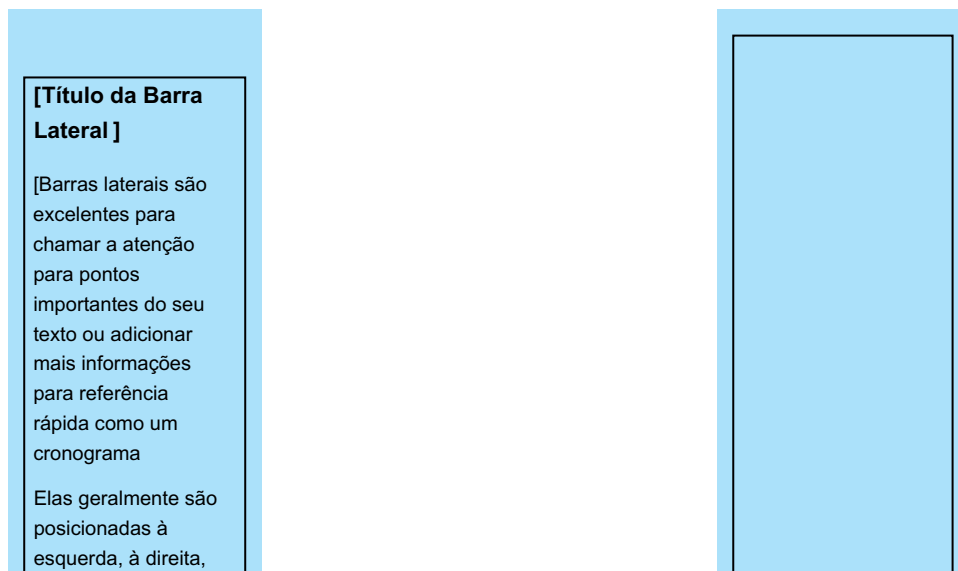 [Título da Barra
Lateral ]
[Barras laterais são
excelentes para
chamar a atenção
para pontos
importantes do seu
texto ou adicionar
mais informações
para referência
rápida como um
cronograma
Elas geralmente são
posicionadas à
esquerda, à direita,